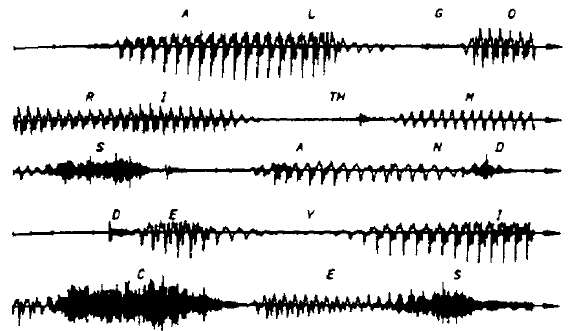 A L G O
R I TH M
S A N D
D E V I
C E S